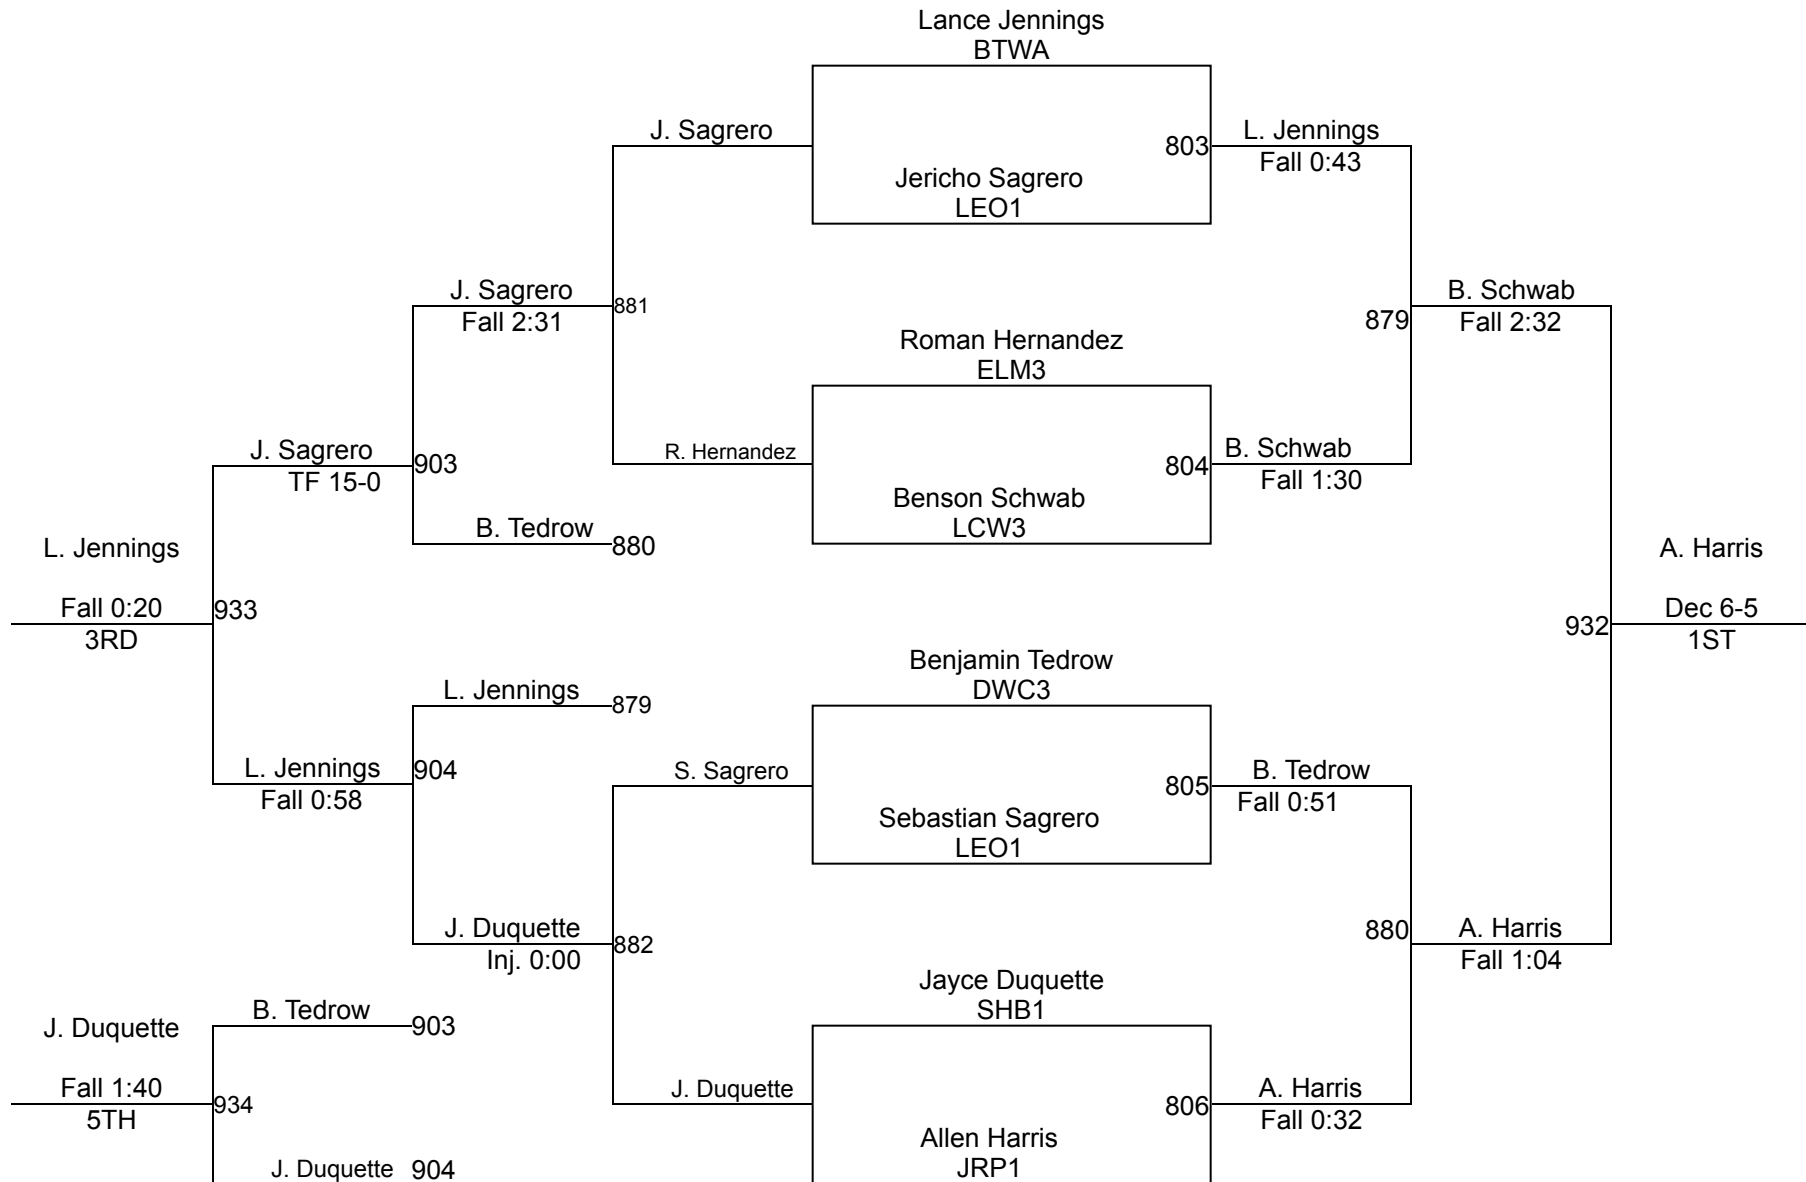 Lance Jennings
BTWA
J. Sagrero
803
L. Jennings
Fall 0:43
Jericho Sagrero
LEO1
J. Sagrero
Fall 2:31
881
B. Schwab
Fall 2:32
879
Roman Hernandez
ELM3
J. Sagrero
TF 15-0
903
R. Hernandez
804
B. Schwab
Fall 1:30
Benson Schwab
LCW3
B. Tedrow
880
L. Jennings
Fall 0:20
3RD
933
A. Harris
Dec 6-5
1ST
932
Benjamin Tedrow
DWC3
L. Jennings
879
L. Jennings
Fall 0:58
904
S. Sagrero
805
B. Tedrow
Fall 0:51
Sebastian Sagrero
LEO1
J. Duquette
Inj. 0:00
882
880
A. Harris
Fall 1:04
Jayce Duquette
SHB1
B. Tedrow
903
J. Duquette
Fall 1:40
5TH
934
J. Duquette
806
A. Harris
Fall 0:32
Allen Harris
JRP1
J. Duquette
904